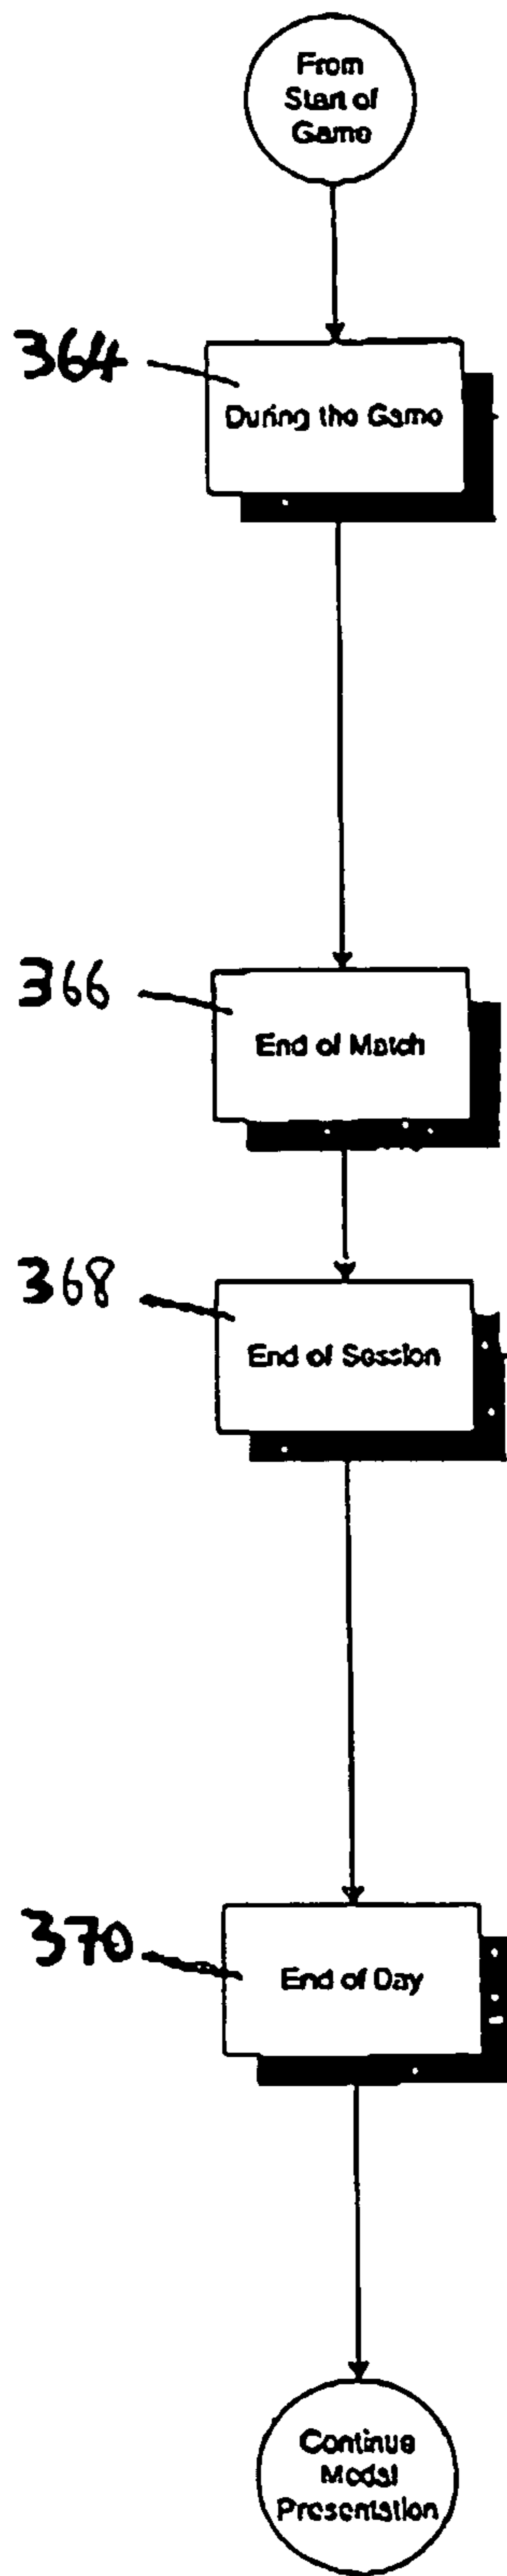 From
Start of
Game
364
During the Game
366
End of Match
368
End of Session
370
End of Day
Continue
Medal
Presentation